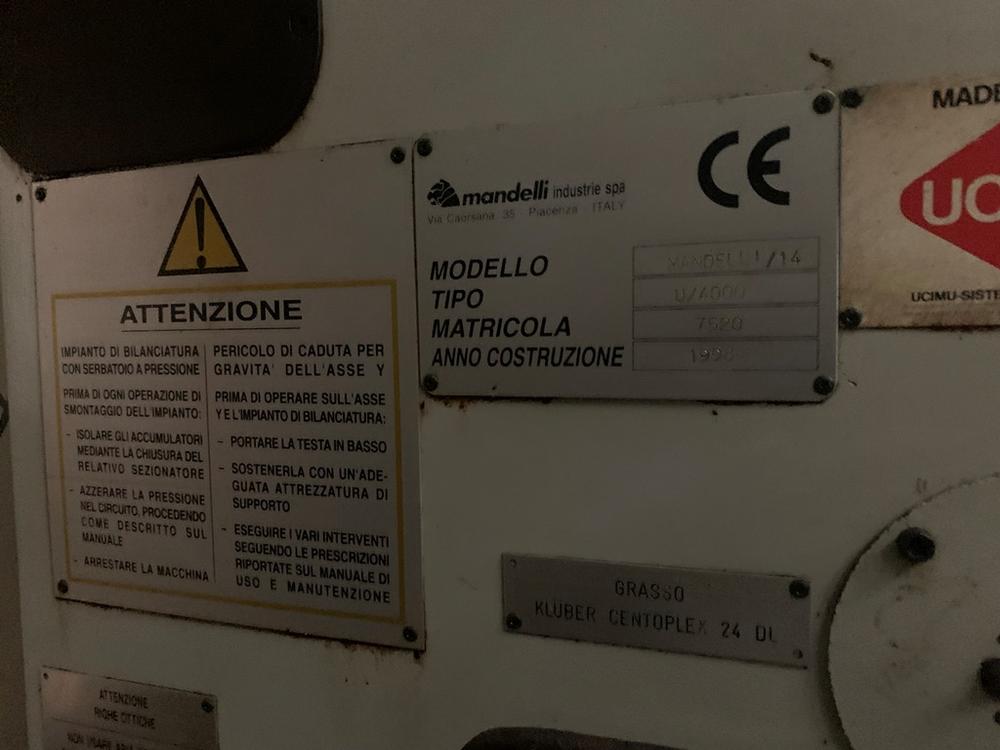 ATTENZIONE
IMPIANTO DI BILANCIATURA
CON SERBATOIO A PRESSIONE
PRIMA DI OGNI OPERAZIONE DI
SMONTAGGIO DELL'IMPIANTO:
- ISOLARE GLI ACCUMULATORI
MEDIANTE LA CHIUSURA DEL
RELATIVO SEZIONATORE
- AZZERARE LA PRESSIONE
NEL CIRCUITO, PROCEDENDO
COME DESCRITTO SUL
MANUALE
- ARRESTARE LA MACCHINA
PERICOLO DI CADUTA PER
GRAVITA' DELL'ASSE Y
PRIMA DI OPERARE SULL'ASSE
Y E L'IMPIANTO DI BILANCIATURA:
- PORTARE LA TESTA IN BASSO
- SOSTENERLA CON UN'ADE-
GUATA ATTREZZATURA DI
SUPPORTO
- ESEGUIRE I VARI INTERVENTI
SEGUENDO LE PRESCRIZIONI
RIPORTATE SUL MANUALE DI
USO E MANUTENZIONE
CE
mandelli industrie spa
Via Caorsana 35 Piacenza ITALY
MODELLO MANDELLI/14
TIPO U/4000
MATRICOLA 7520
ANNO COSTRUZIONE
MADE
UC
UCIMU-SISTE
GRASSO
KLUBER CENTOPLEX 24 DL
ATTENZIONE
RIGHE OTTICHE
NON